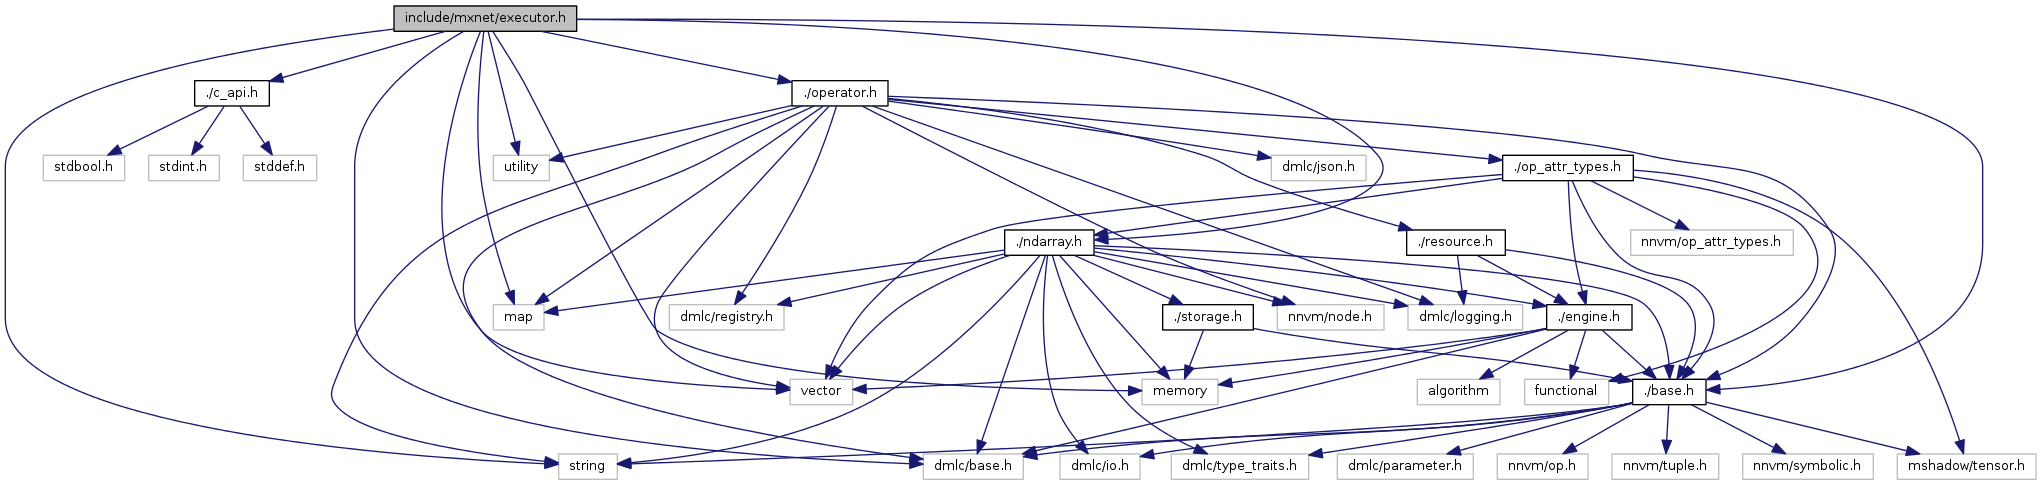 include/mxnet/executor.h
./c_api.h
./operator.h
stdbool.h
stdint.h
stddef.h
utility
dmlc/json.h
./op_attr_types.h
./ndarray.h
./resource.h
nnvm/op_attr_types.h
map
dmlc/registry.h
./storage.h
nnvm/node.h
dmlc/logging.h
./engine.h
vector
memory
algorithm
functional
./base.h
string
dmlc/base.h
dmlc/io.h
dmlc/type_traits.h
dmlc/parameter.h
nnvm/op.h
nnvm/tuple.h
nnvm/symbolic.h
mshadow/tensor.h